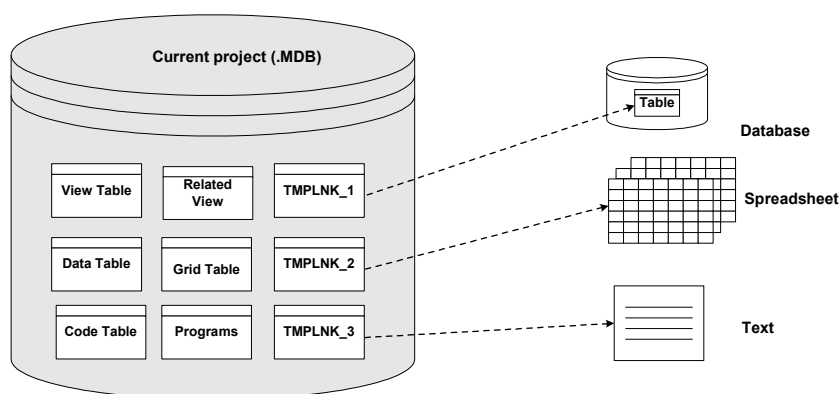 Current project (.MDB)
Table
Database
View Table
Related
View
TMPLNK_1
Spreadsheet
Data Table
Grid Table
TMPLNK_2
Code Table
Programs
TMPLNK_3
Text